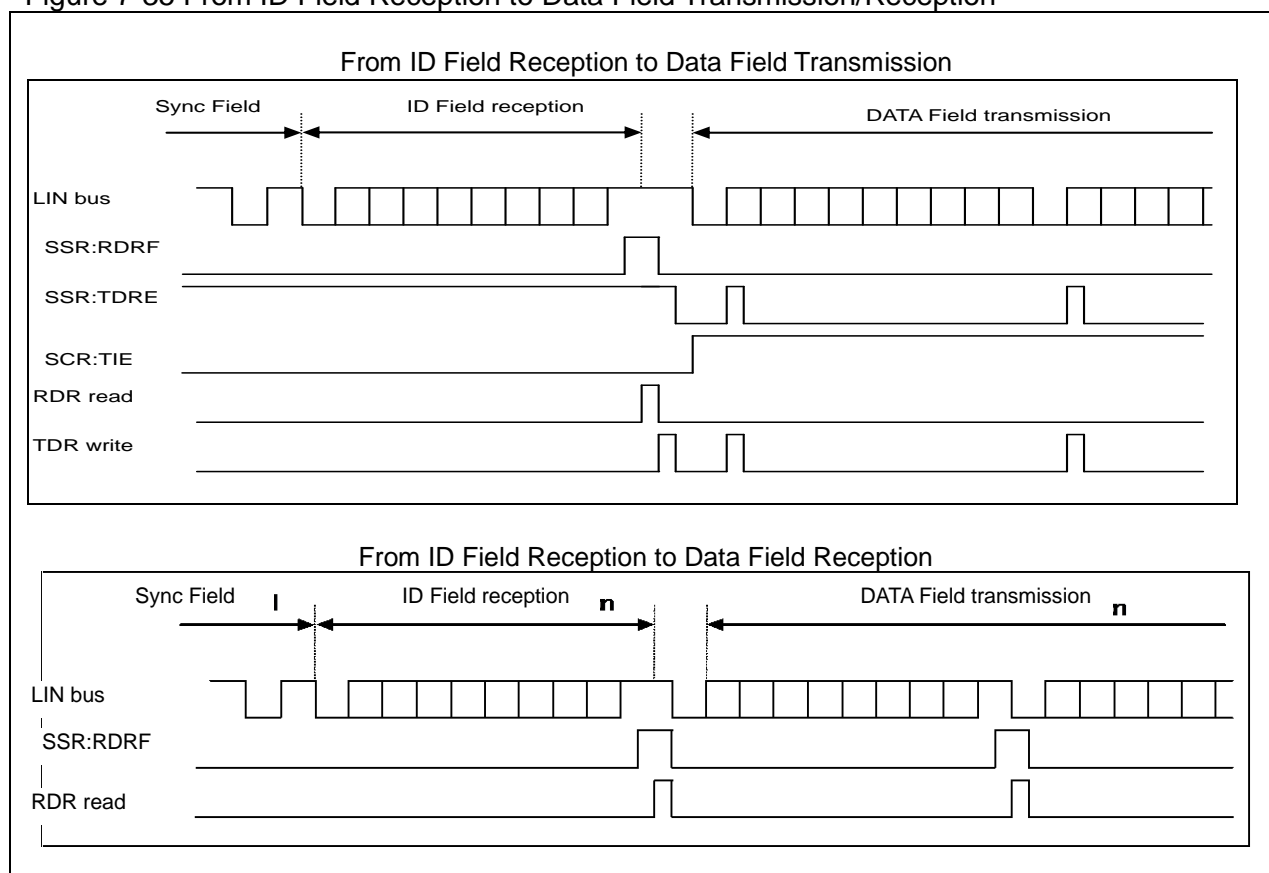 Figure 7-38 From ID Field Reception to Data Field Transmission/Reception
From ID Field Reception to Data Field Transmission
Sync Field
ID Field reception
DATA Field transmission
LIN bus
SSR:RDRF
SSR:TDRE
SCR:TIE
RDR read
TDR write
From ID Field Reception to Data Field Reception
Sync Field l
ID Field reception n
DATA Field transmission n
LIN bus
SSR:RDRF
RDR read